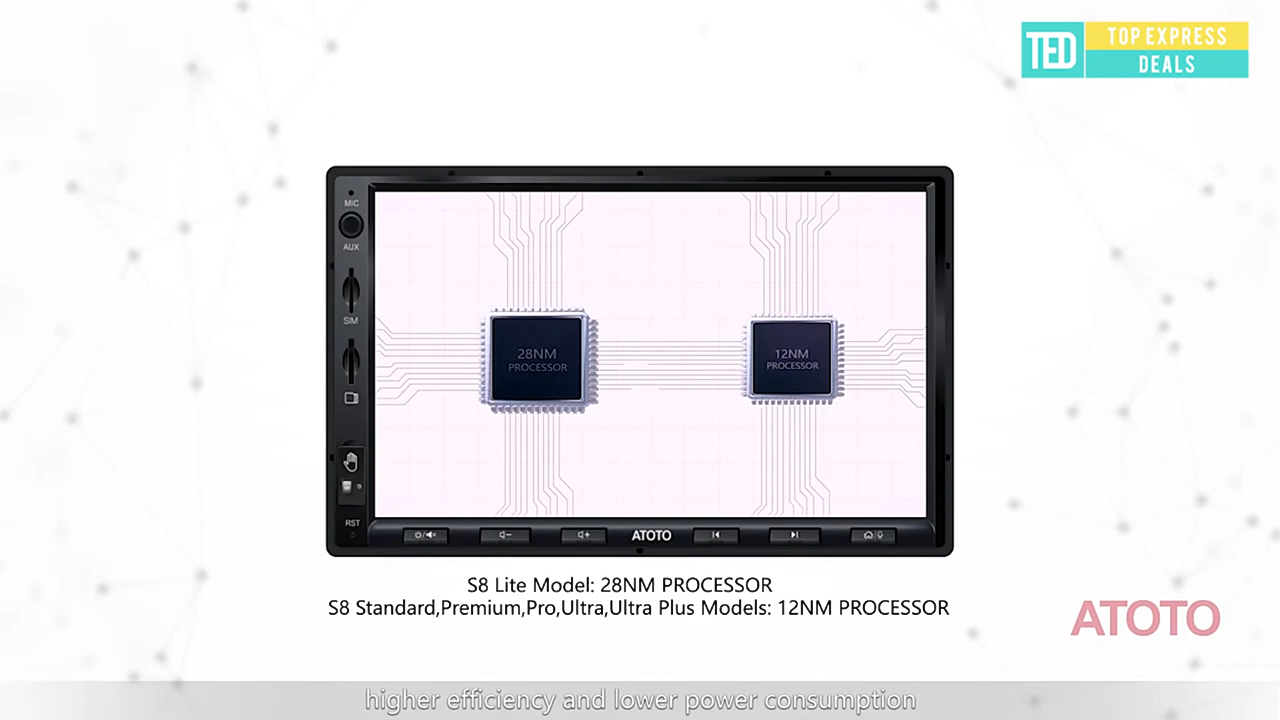 TED
TOP EXPRESS
DEALS
MIC
AUX
SIM
RST
28NM
PROCESSOR
12NM
PROCESSOR
ATOTO
S8 Lite Model: 28NM PROCESSOR
S8 Standard,Premium,Pro,Ultra,Ultra Plus Models: 12NM PROCESSOR
ATOTO
higher efficiency and lower power consumption